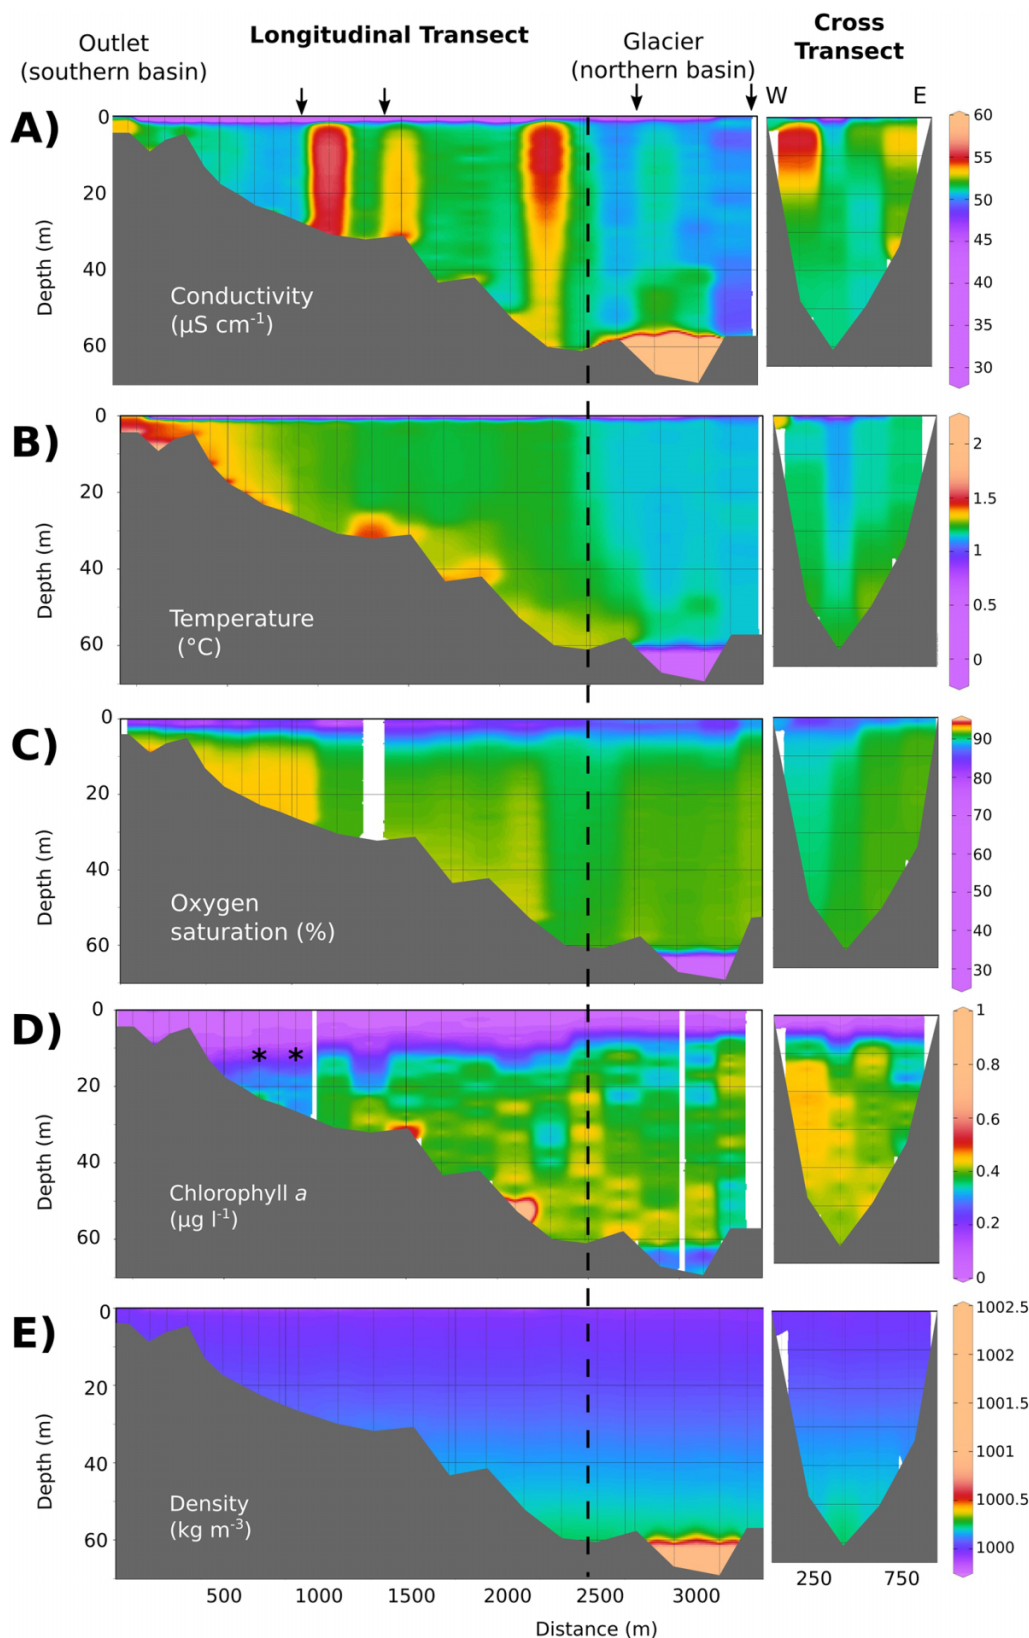 Outlet
(southern basin)
Longitudinal Transect
Glacier
(northern basin)
Cross
Transect
W E
A)
0
20
40
60
Depth (m)
Conductivity
(µS cm-1)
60
55
50
45
40
35
30
B)
0
20
40
60
Depth (m)
Temperature
(°C)
2
1.5
1
0.5
0
C)
0
20
40
60
Depth (m)
Oxygen
saturation (%)
90
80
70
60
50
40
30
D)
0
20
40
60
Depth (m)
* *
Chlorophyll a
(µg l-1)
1
0.8
0.6
0.4
0.2
0
E)
0
20
40
60
Depth (m)
Density
(kg m-3)
1002.5
1002
1001.5
1001
1000.5
1000
500 1000 1500 2000 2500 3000 250 750
Distance (m)